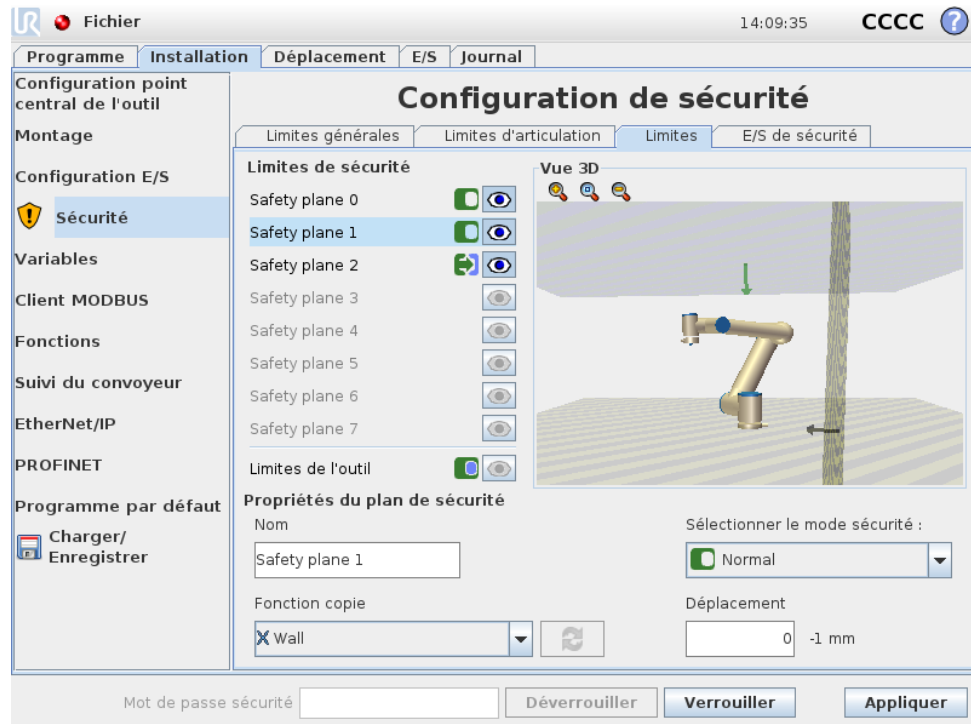 UR Fichier 14:09:35 CCCC ?
Programme Installation Déplacement E/S Journal
Configuration point
central de l'outil
Montage
Configuration E/S
Sécurité
Variables
Client MODBUS
Fonctions
Suivi du convoyeur
EtherNet/IP
PROFINET
Programme par défaut
Charger/
Enregistrer
Configuration de sécurité
Limites générales Limites d'articulation Limites E/S de sécurité
Limites de sécurité
Safety plane 0
Safety plane 1
Safety plane 2
Safety plane 3
Safety plane 4
Safety plane 5
Safety plane 6
Safety plane 7
Limites de l'outil
Vue 3D
Propriétés du plan de sécurité
Nom
Safety plane 1
Fonction copie
Wall
Sélectionner le mode sécurité :
Normal
Déplacement
0 -1 mm
Mot de passe sécurité Déverrouiller Verrouiller Appliquer